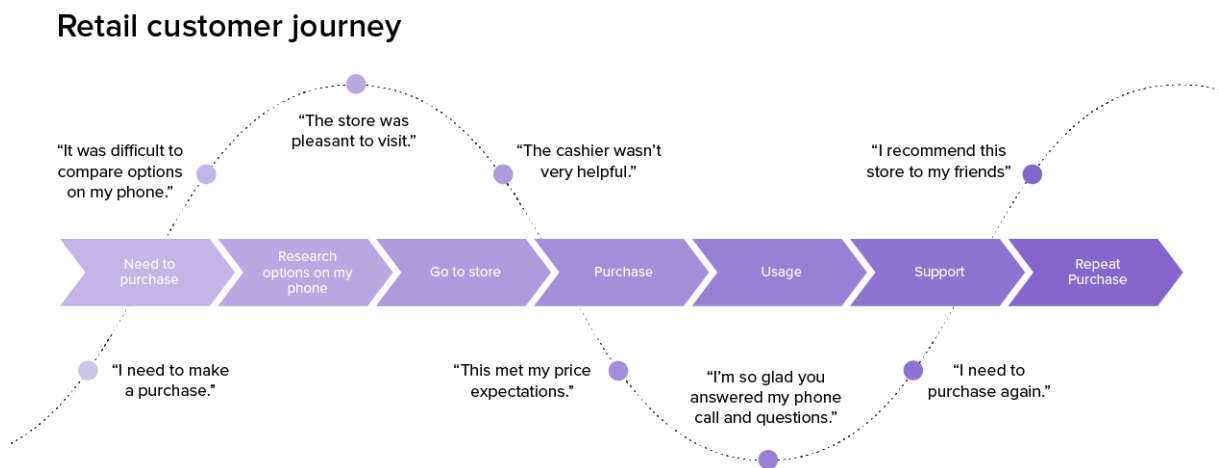 Retail customer journey
“The store was
pleasant to visit.”
“It was difficult to
compare options
on my phone.”
“The cashier wasn’t
very helpful.”
“I recommend this
store to my friends”
Need to
purchase
Research
options on my
phone
Go to store
Purchase
Usage
Support
Repeat
Purchase
“I need to make
a purchase.”
“This met my price
expectations.”
“I’m so glad you
answered my phone
call and questions.”
“I need to
purchase again.”